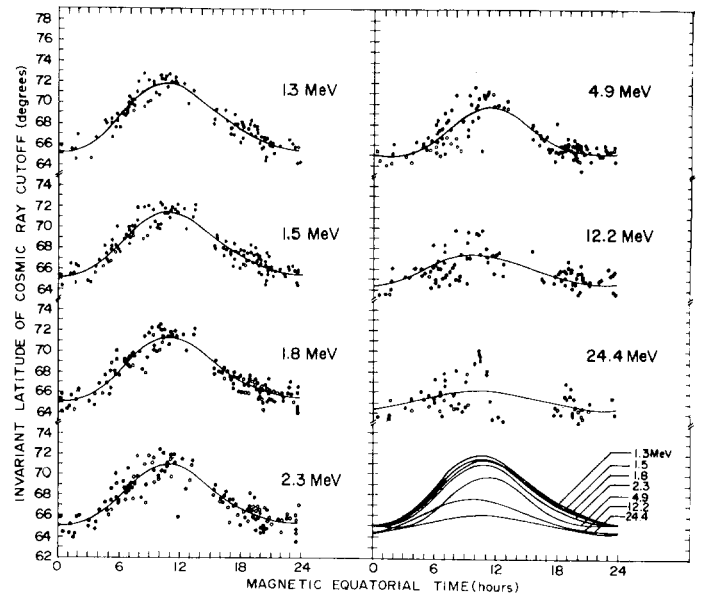 INVARIANT LATITUDE OF COSMIC RAY CUTOFF (degrees)
78
76
74
72
70
68
66
64
1.3 MeV
72
70
68
66
64
1.5 MeV
72
70
68
66
64
1.8 MeV
72
70
68
66
64
62
2.3 MeV
4.9 MeV
12.2 MeV
24.4 MeV
1.3MeV
1.5
1.8
2.3
4.9
12.2
24.4
0 6 12 18 24
0 6 12 18 24
MAGNETIC EQUATORIAL TIME (hours)